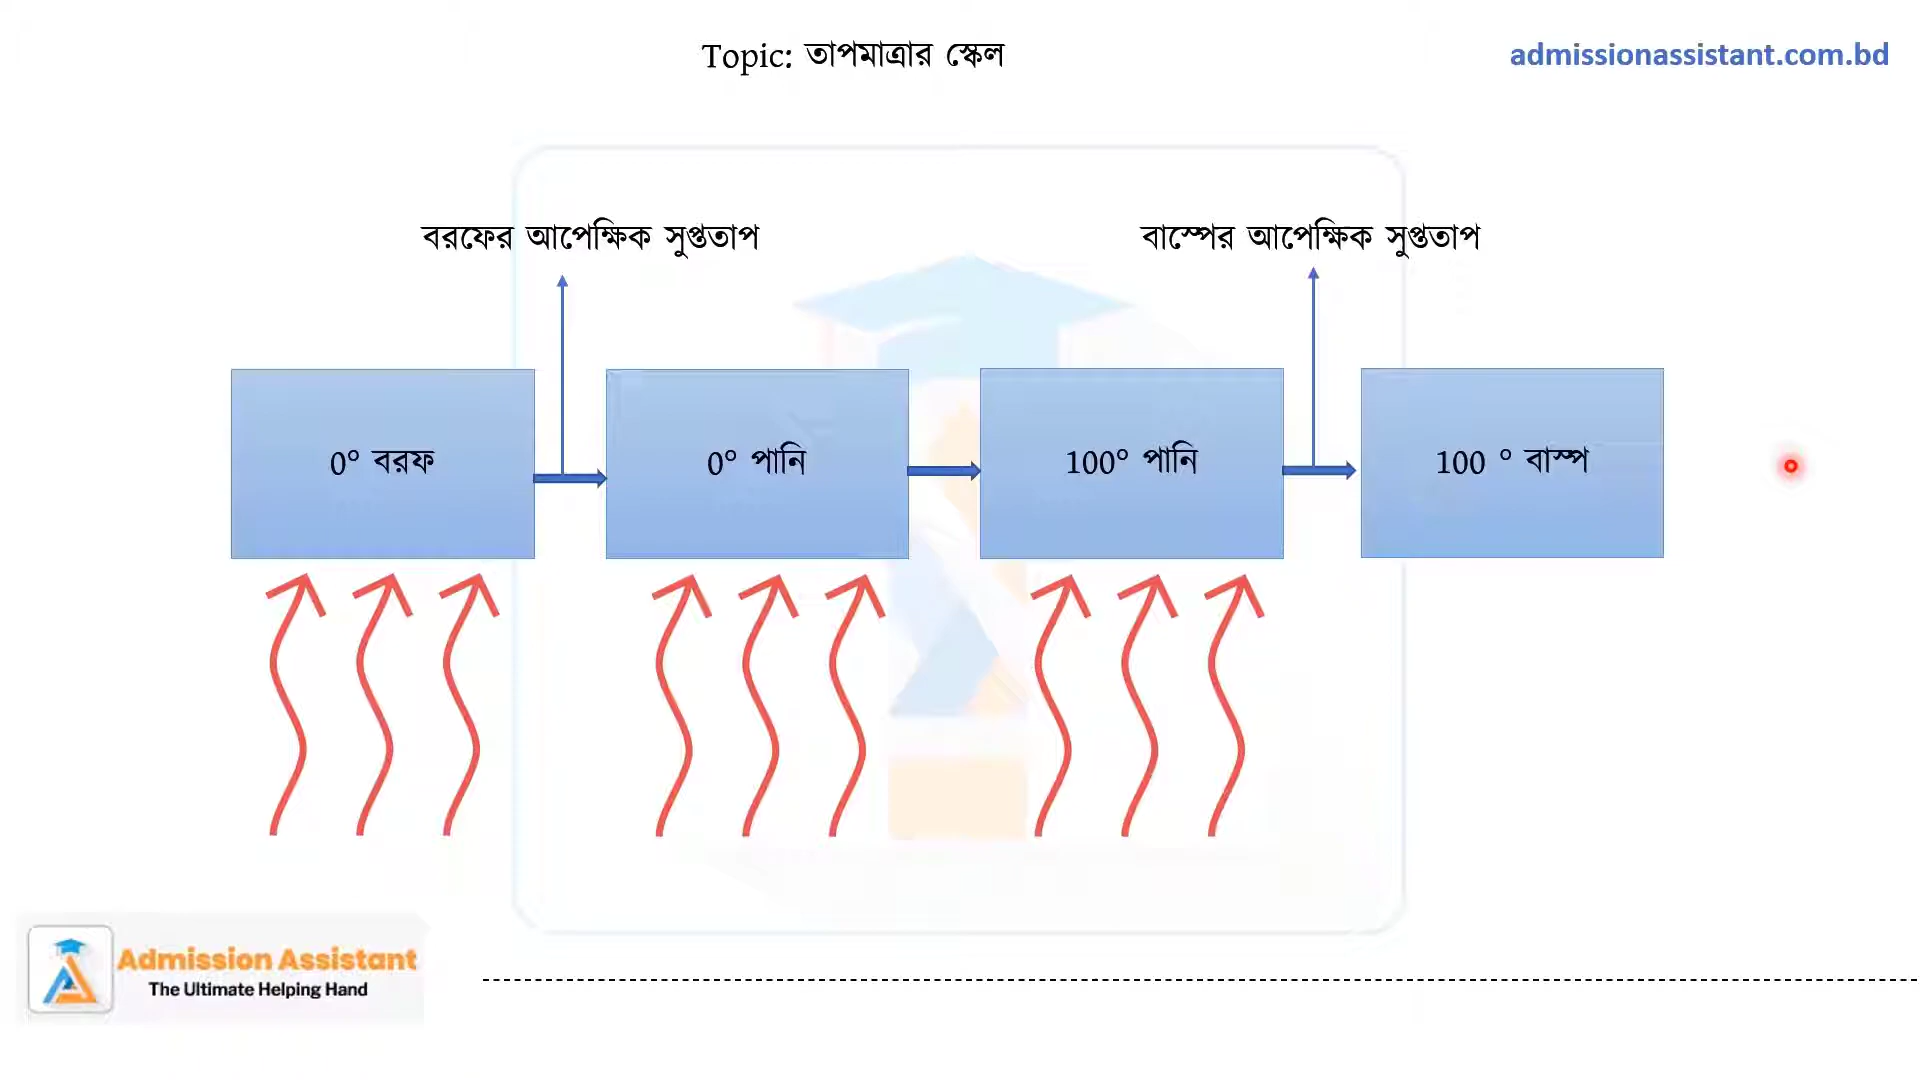 Topic: তাপমাত্রার স্কেল
admissionassistant.com.bd
বরফের আপেক্ষিক সুপ্ততাপ
বাস্পের আপেক্ষিক সুপ্ততাপ
0° বরফ
0° পানি
100° পানি
100 ° বাস্প
Admission Assistant
The Ultimate Helping Hand